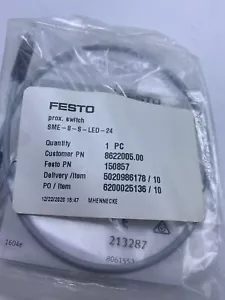 FESTO
prox. switch
SME-8-S-LED-24
Quantity 1 PC
Customer PN 8622005.00
Festo PN 150857
Delivery /Item 5020986178 / 10
PO / Item 6200025136 / 10
12/22/2020 15:47 MHENNECKE
213287